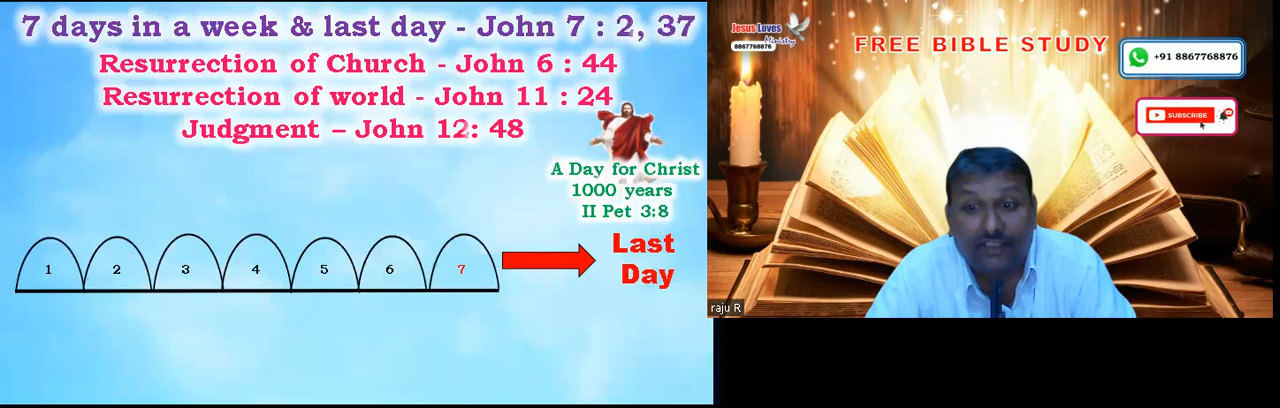 7 days in a week & last day - John 7 : 2, 37
Resurrection of Church - John 6 : 44
Resurrection of world - John 11 : 24
Judgment – John 12: 48
A Day for Christ
1000 years
II Pet 3:8
1 2 3 4 5 6 7
Last
Day
Jesus Loves
Ministry
8867768876
FREE BIBLE STUDY
+91 8867768876
SUBSCRIBE
raju R